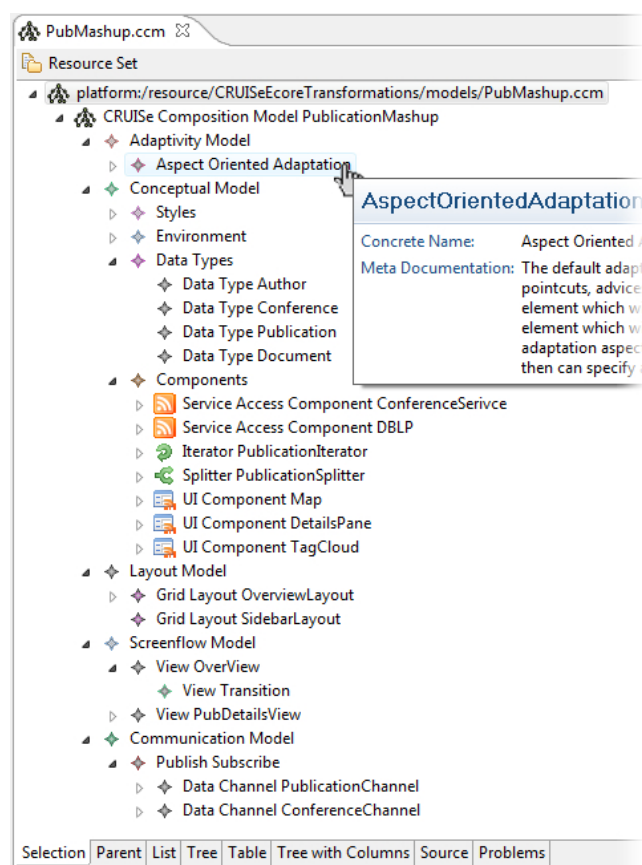 PubMashup.ccm
Resource Set
platform:/resource/CRUISeEcoreTransformations/models/PubMashup.ccm
CRUISe Composition Model PublicationMashup
Adaptivity Model
Aspect Oriented Adaptation
Conceptual Model
Styles
Environment
Data Types
Data Type Author
Data Type Conference
Data Type Publication
Data Type Document
Components
Service Access Component ConferenceSerivce
Service Access Component DBLP
Iterator PublicationIterator
Splitter PublicationSplitter
UI Component Map
UI Component DetailsPane
UI Component TagCloud
Layout Model
Grid Layout OverviewLayout
Grid Layout SidebarLayout
Screenflow Model
View OverView
View Transition
View PubDetailsView
Communication Model
Publish Subscribe
Data Channel PublicationChannel
Data Channel ConferenceChannel
AspectOrientedAdaptation
Concrete Name: Aspect Oriented
Meta Documentation: The default adap
pointcuts, advice
element which w
element which w
adaptation aspec
then can specify
Selection Parent List Tree Table Tree with Columns Source Problems